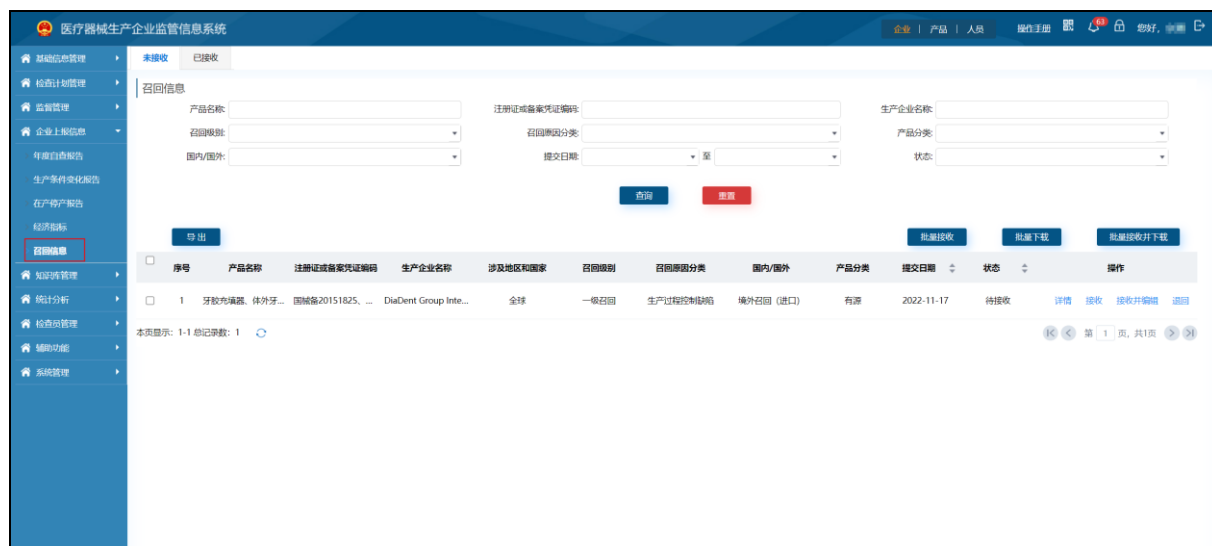 医疗器械生产企业监管信息系统
企业 | 产品 | 人员 操作手册 63 您好,
基础信息管理
检查计划管理
监督管理
企业上报信息
年度自查报告
生产条件变化报告
在产停产报告
经济指标
召回信息
知识库管理
统计分析
检查员管理
辅助功能
系统管理
未接收 已接收
召回信息
产品名称: 注册证或备案凭证编码: 生产企业名称:
召回级别: 召回原因分类: 产品分类:
国内/国外: 提交日期: 至 状态:
查询 重置
导出 批量接收 批量下载 批量接收并下载
序号 产品名称 注册证或备案凭证编码 生产企业名称 涉及地区和国家 召回级别 召回原因分类 国内/国外 产品分类 提交日期 状态 操作
1 牙胶充填器、体外牙... 国械备20151825、 ... DiaDent Group Inte... 全球 一级召回 生产过程控制缺陷 境外召回（进口） 有源 2022-11-17 待接收 详情 接收 接收并编辑 退回
本页显示: 1-1 总记录数: 1 第 1 页, 共1页